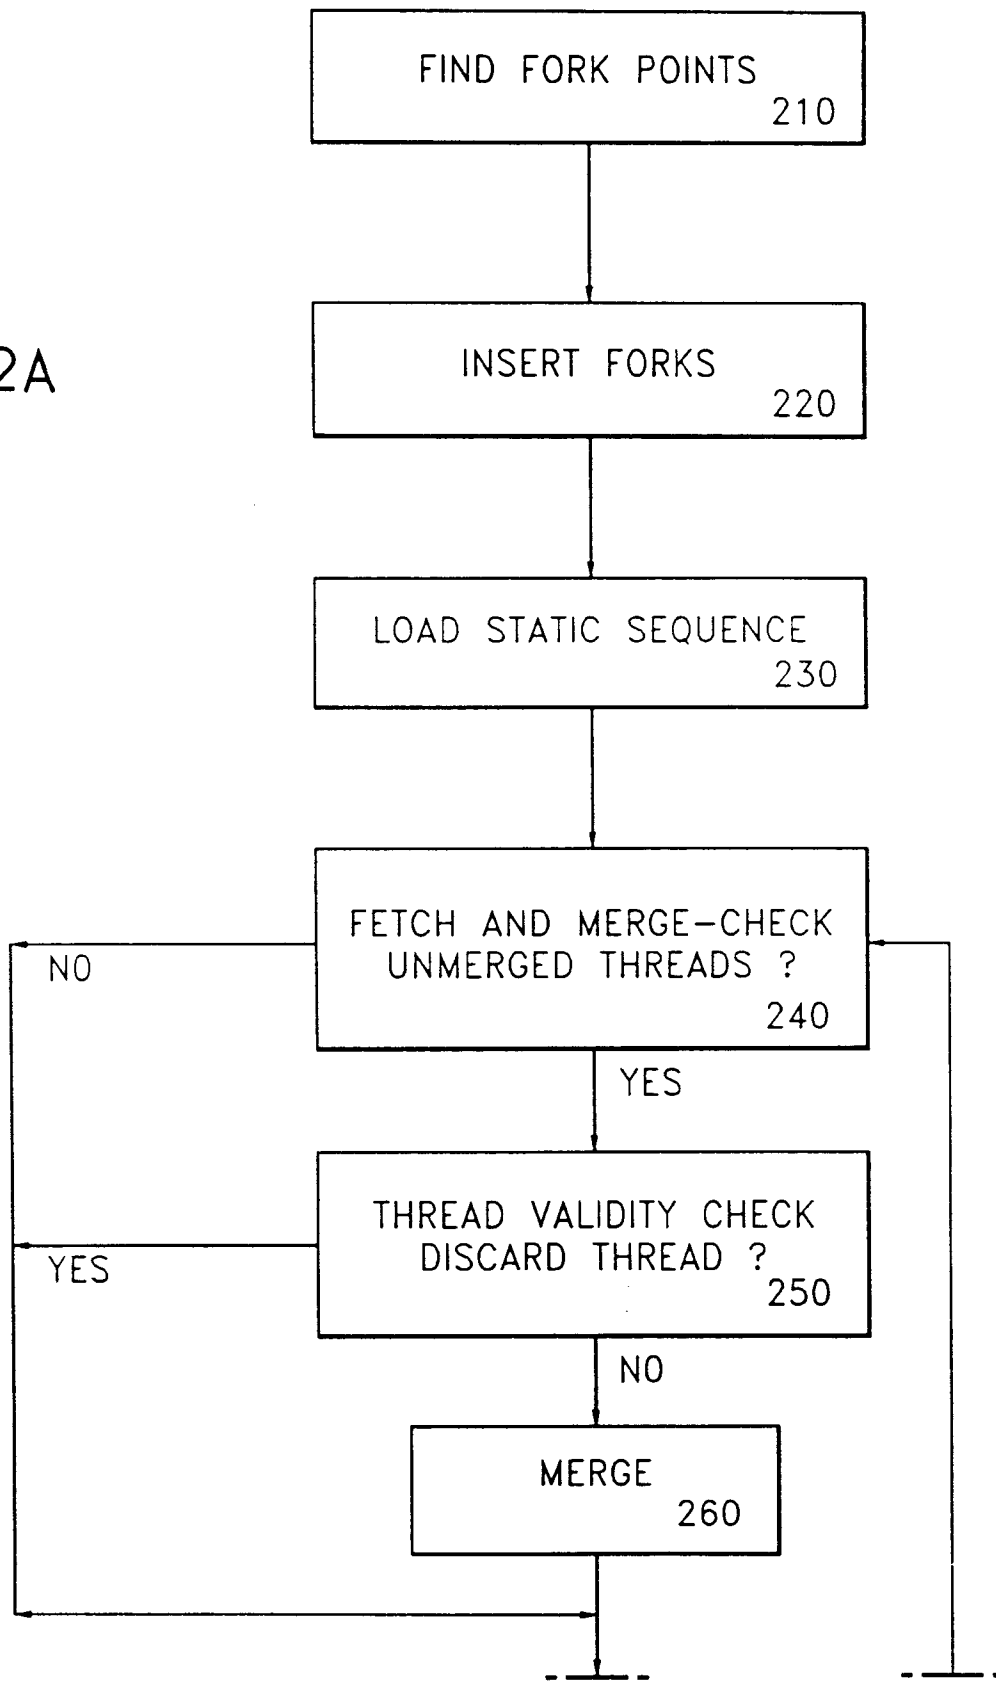 FIND FORK POINTS
210
2A
INSERT FORKS
220
LOAD STATIC SEQUENCE
230
FETCH AND MERGE-CHECK
UNMERGED THREADS ?
240
NO
YES
THREAD VALIDITY CHECK
DISCARD THREAD ?
250
YES
NO
MERGE
260